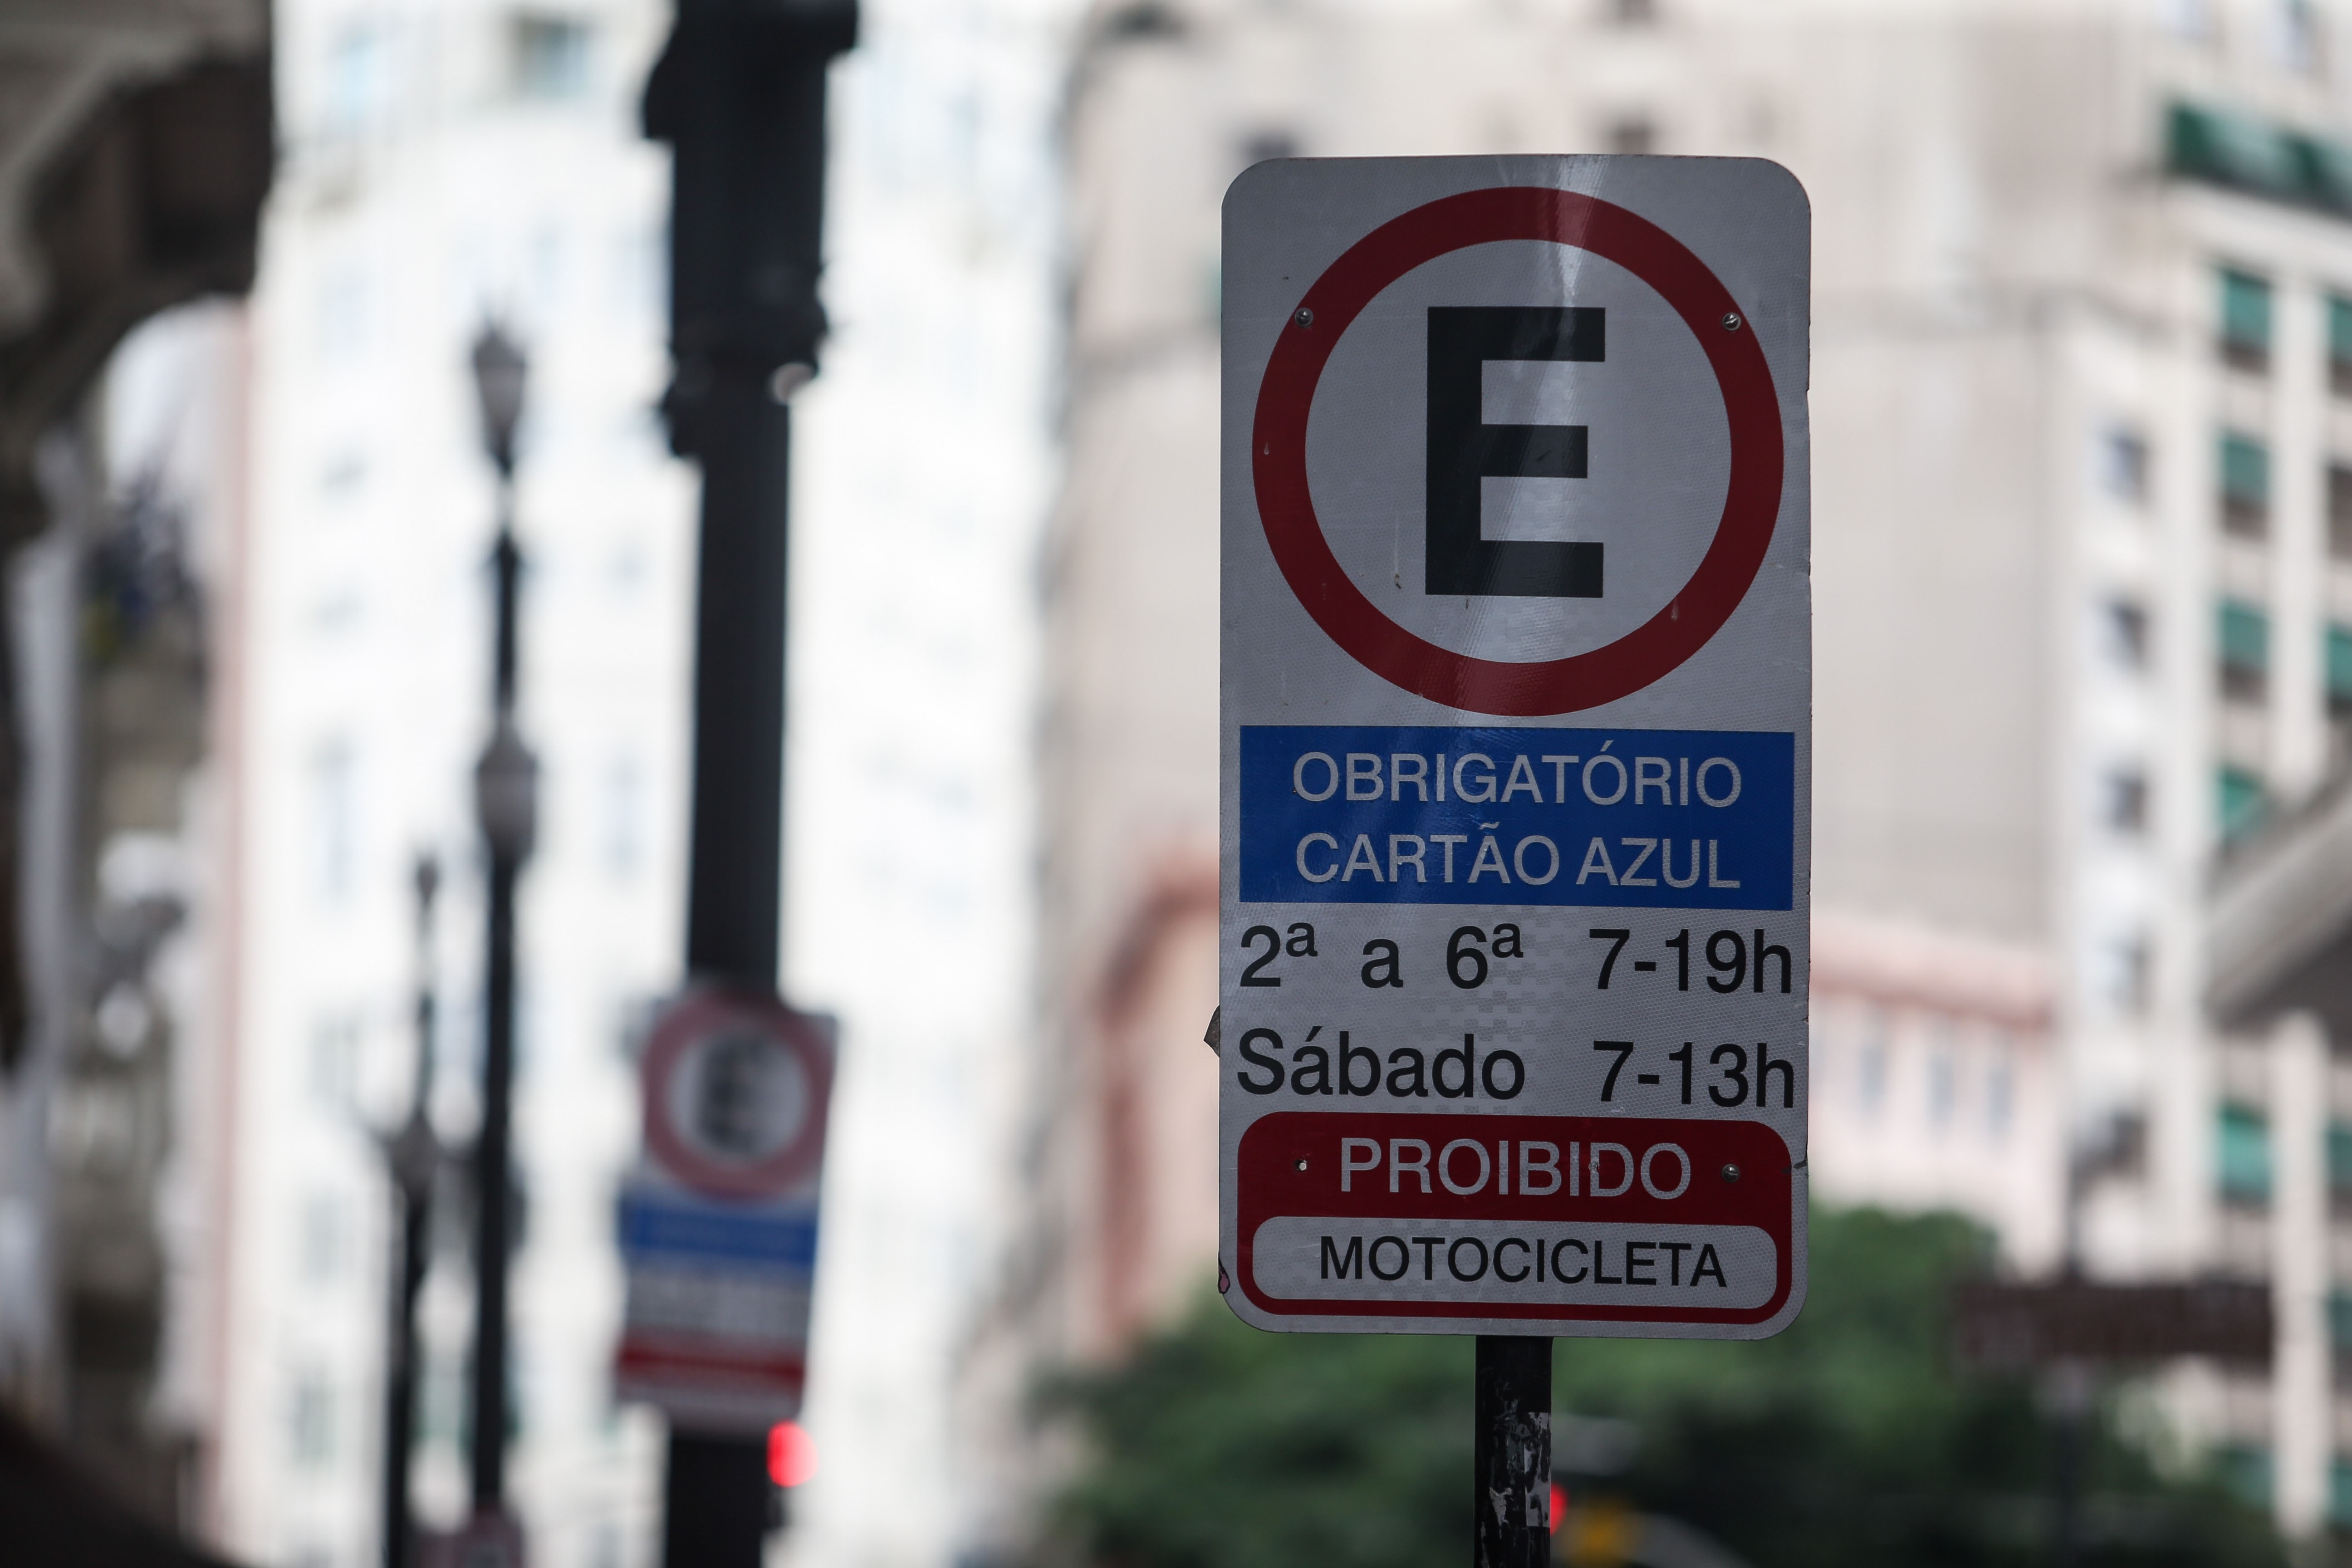 E
OBRIGATÓRIO
CARTÃO AZUL
2ª a 6ª 7-19h
Sábado 7-13h
PROIBIDO
MOTOCICLETA
E